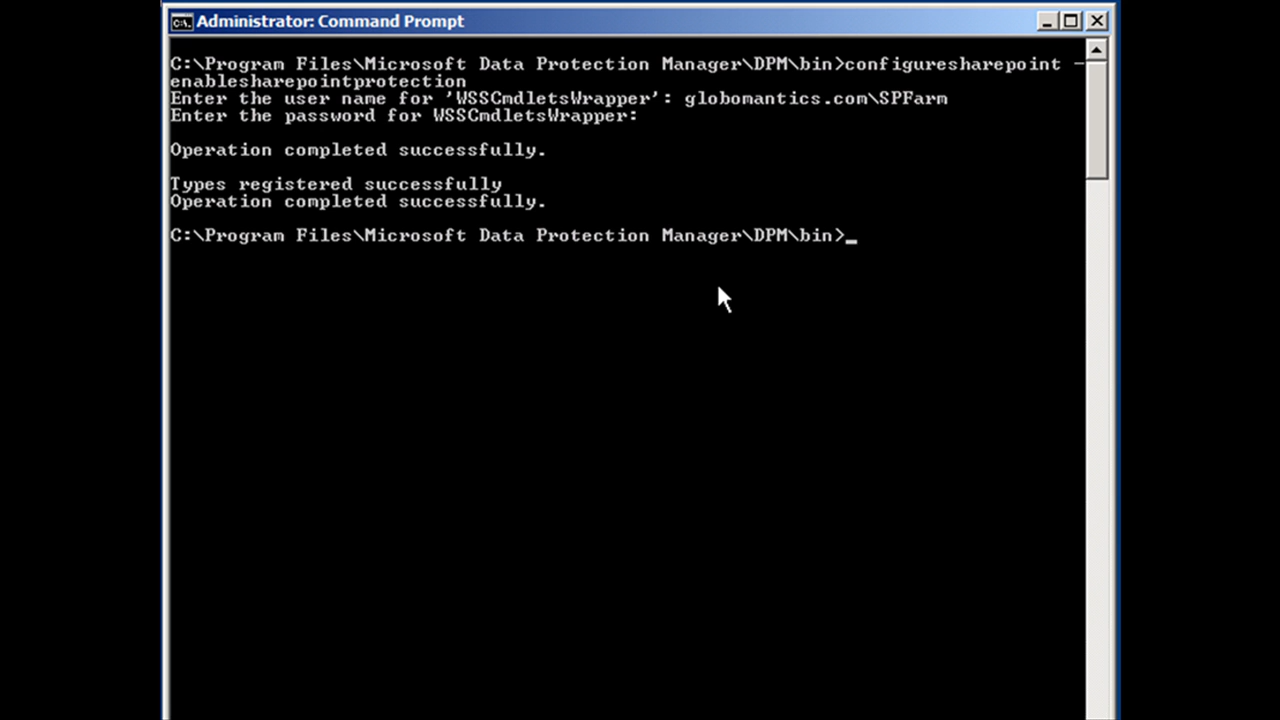 Administrator: Command Prompt
C:\Program Files\Microsoft Data Protection Manager\DPM\bin>configuresharepoint -
enablesharepointprotection
Enter the user name for 'WSSCmdletsWrapper': globomantics.com\SPFarm
Enter the password for WSSCmdletsWrapper:
Operation completed successfully.
Types registered successfully
Operation completed successfully.
C:\Program Files\Microsoft Data Protection Manager\DPM\bin>_